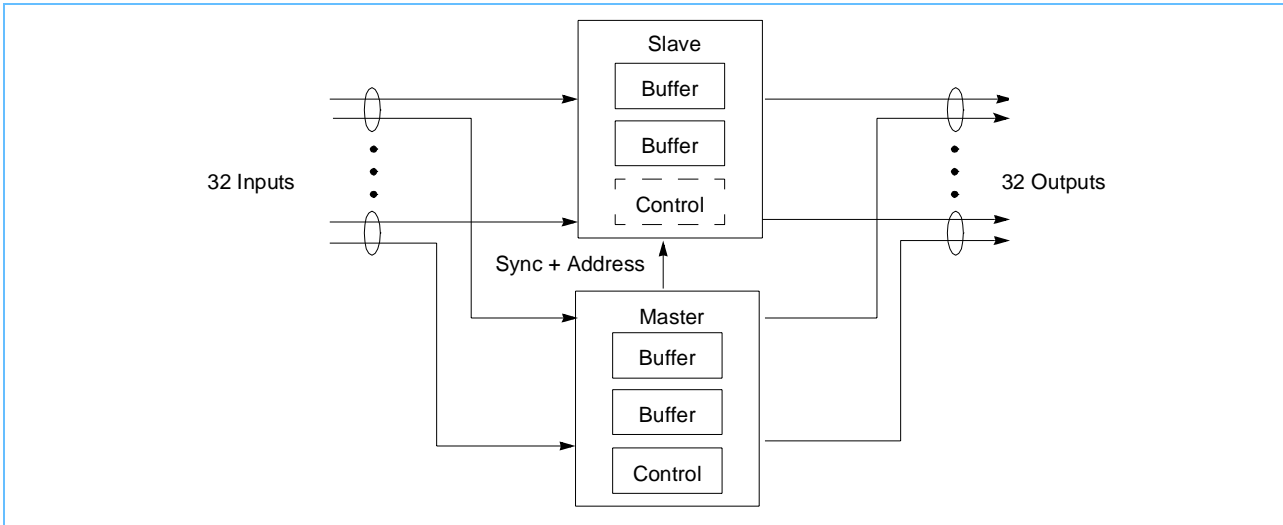 Slave
Buffer
Buffer
Control
32 Inputs
32 Outputs
Sync + Address
Master
Buffer
Buffer
Control